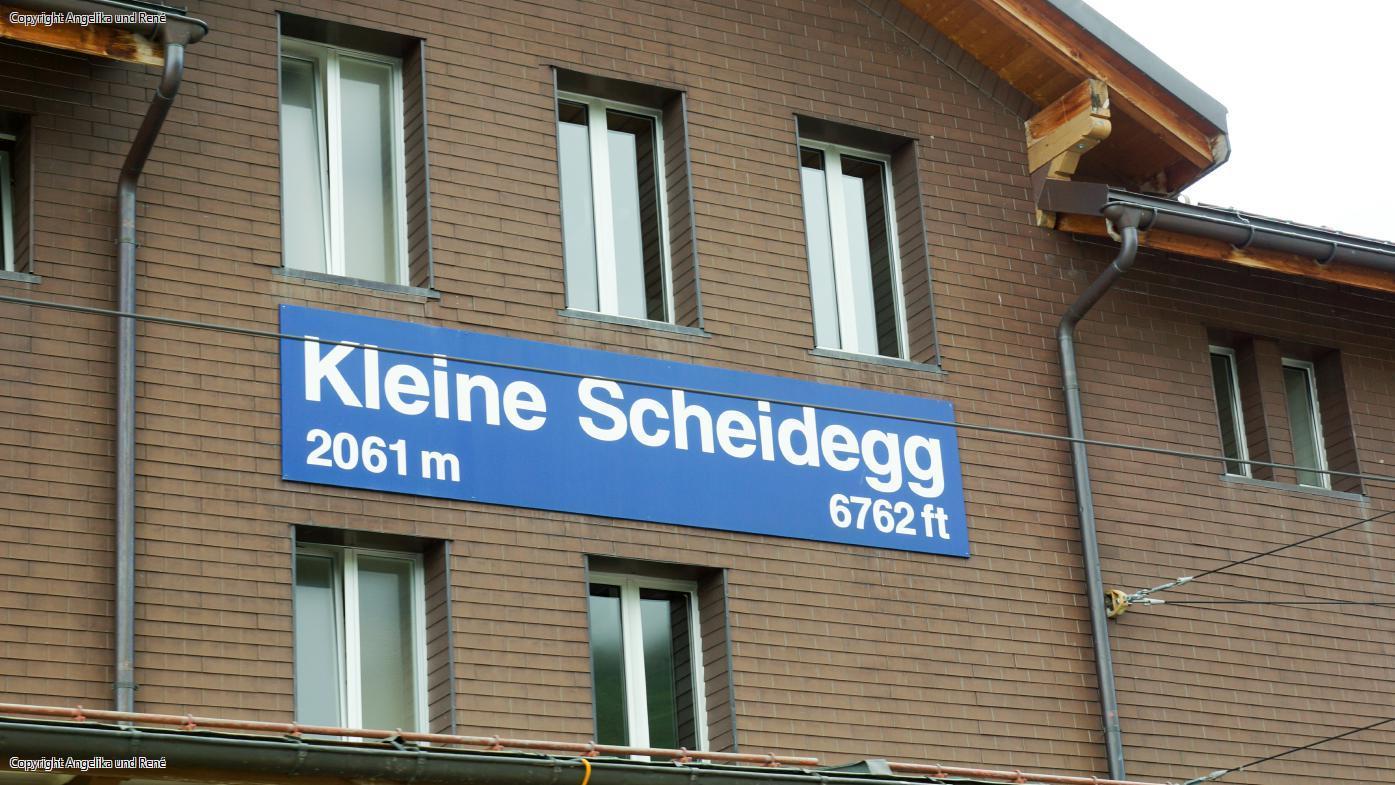 Copyright Angelika und René
Kleine Scheidegg
2061 m
6762 ft
Copyright Angelika und René